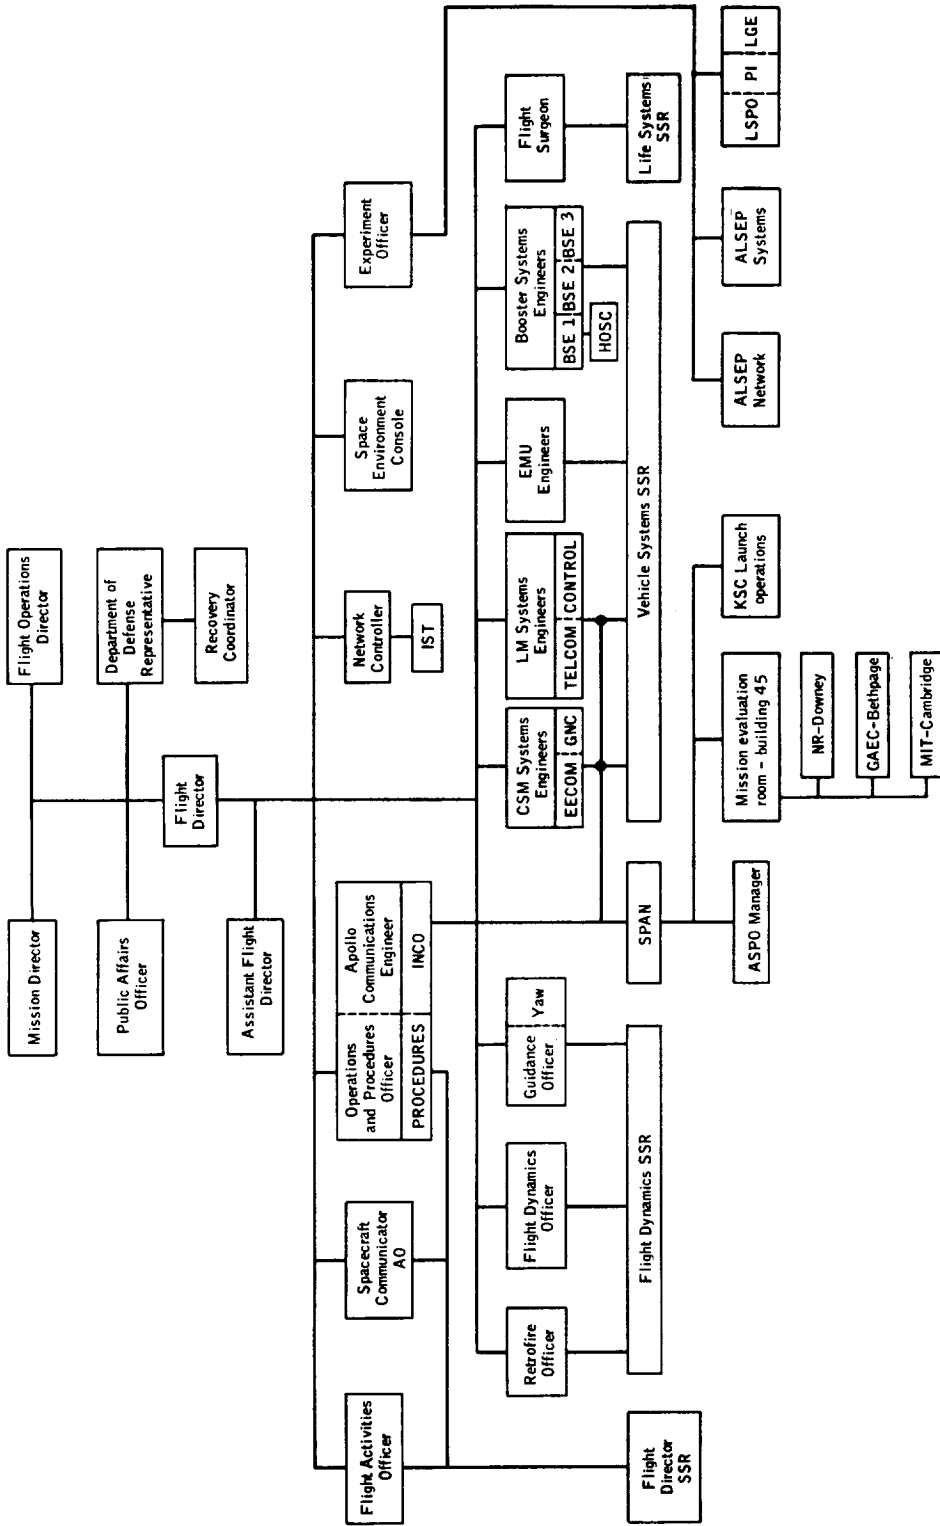 Mission Director
Flight Operations
Director
Public Affairs
Officer
Department of
Defense
Representative
Recovery
Coordinator
Flight
Director
Assistant Flight
Director
Flight Activities
Officer
Spacecraft
Communicator
AO
Operations
and Procedures
Officer
PROCEDURES
Apollo
Communications
Engineer
INCO
Network
Controller
IST
Space
Environment
Console
Experiment
Officer
Retrofire
Officer
Flight Dynamics
Officer
Guidance
Officer
Yaw
CSM Systems
Engineers
EECOM GNC
LM Systems
Engineers
TELCOM CONTROL
EMU
Engineers
Booster Systems
Engineers
BSE 1 BSE 2 BSE 3
HOSC
Flight
Surgeon
Flight
Director
SSR
Flight Dynamics SSR
SPAN
Vehicle Systems SSR
Life Systems
SSR
ASPO Manager
Mission evaluation
room - building 45
NR-Downey
GAEC-Bethpage
MIT-Cambridge
KSC Launch
operations
ALSEP
Network
ALSEP
Systems
LSPO PI LGE